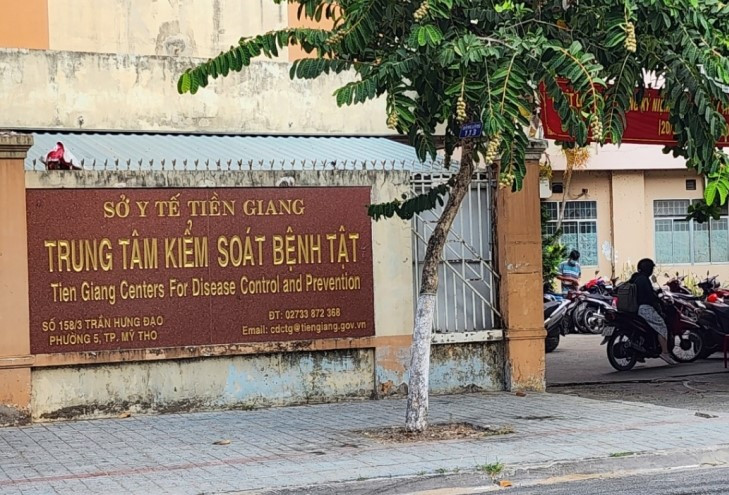 SỞ Y TẾ TIỀN GIANG
TRUNG TÂM KIỂM SOÁT BỆNH TẬT
Tien Giang Centers For Disease Control and Prevention
SỐ 158/3 TRẦN HƯNG ĐẠO
PHƯỜNG 5, TP. MỸ THO
ĐT: 02733 872 368
Email: cdctg@tiengiang.gov.vn